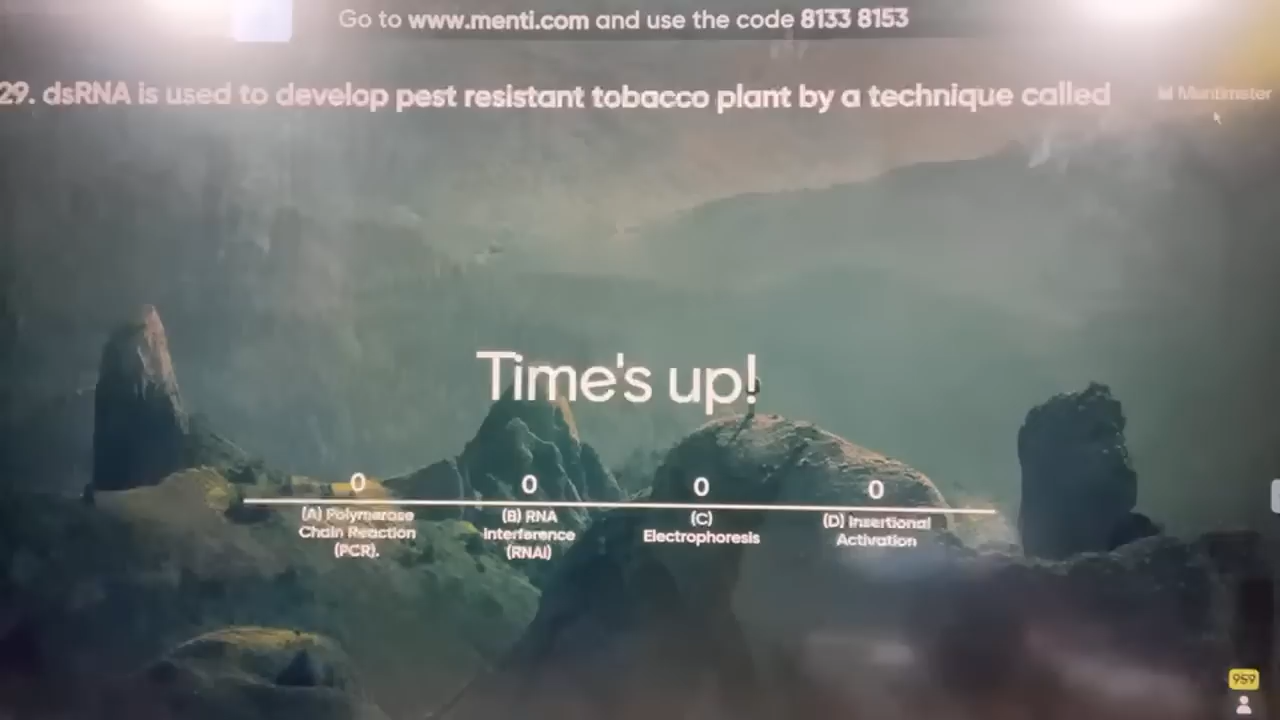 Go to www.menti.com and use the code 8133 8153
29. dsRNA is used to develop pest resistant tobacco plant by a technique called
Mentimeter
Time's up!
0 0 0 0
(A) Polymerase
Chain Reaction
(PCR).
(B) RNA
Interference
(RNAI)
(C)
Electrophoresis
(D) Insertional
Activation
959